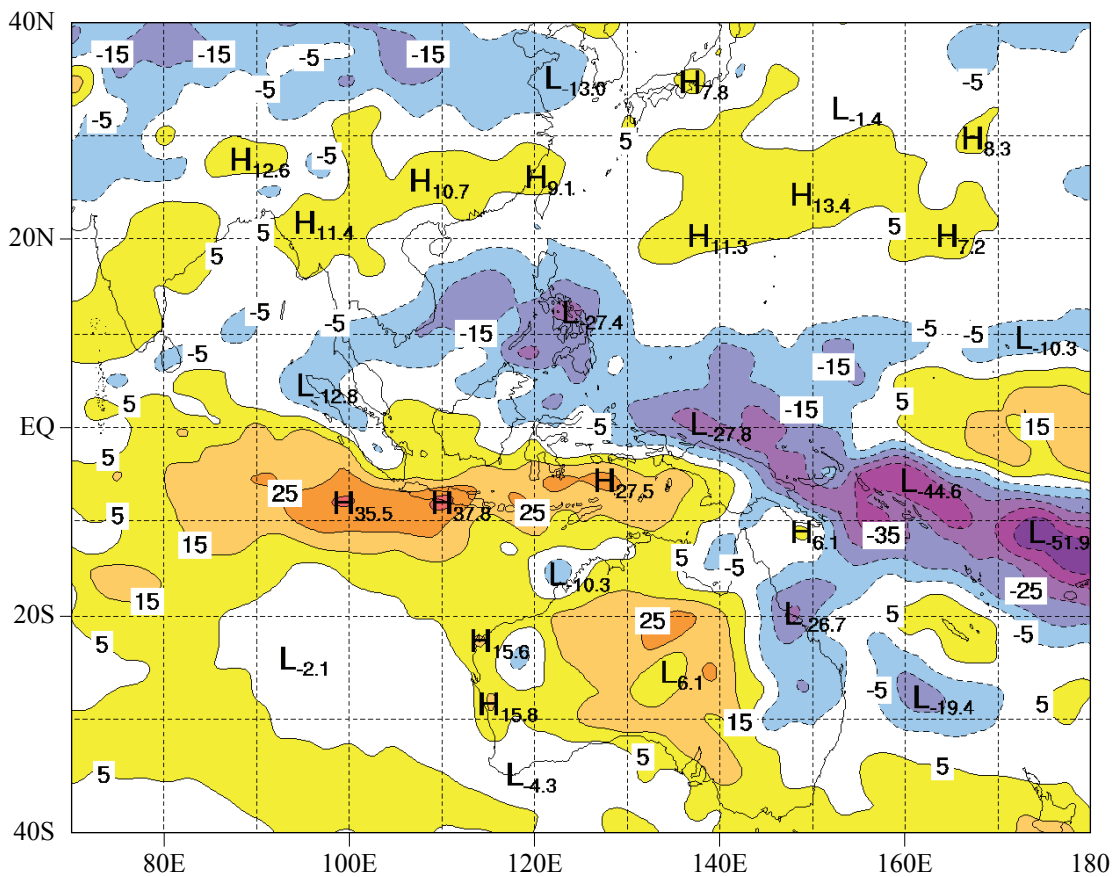 40N
-15 -15 -5 -15
L-13.0 H7.8 -5
-5
-5 L-1.4
5 H8.3
H12.6 -5
H10.7 H9.1
H13.4
H11.4
20N 5 H11.3 5 H7.2
5
-5 -5 L-27.4
-15 -5 -5 L-10.3
-5 -15
L-12.8
5 -15 5
EQ -5 L-27.8 15
5
25 H-27.5 L-44.6
5 H35.5 H37.8 25
15 5 H6.1 -35 L-51.9
-5
L-10.3
15 -25
20S 25 L-26.7 5
5 H15.6 -5
L-2.1 L6.1 -5
H15.8 L-19.4 5
15
5 L-4.3 5 5
40S
80E 100E 120E 140E 160E 180